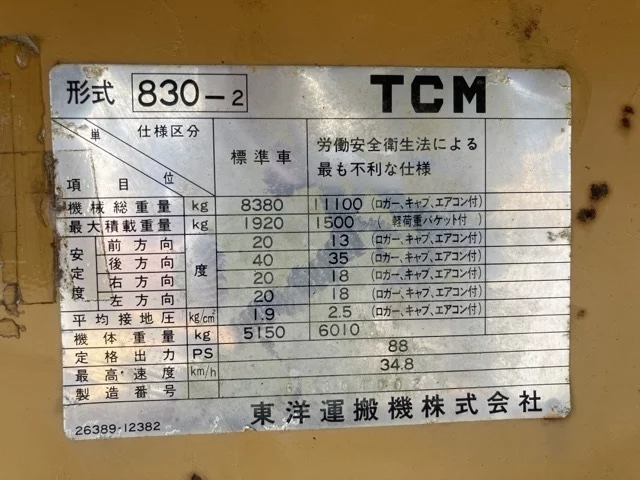 形式 830-2 TCM
単位 仕様区分 項目 標準車 労働安全衛生法による
最も不利な仕様
機械総重量 kg 8380 11100 (ロガー、キャブ、エアコン付)
最大積載重量 kg 1920 1500 (軽荷重バケット付)
安定度 前方向 度 20 13 (ロガー、キャブ、エアコン付)
後方向 40 35 (ロガー、キャブ、エアコン付)
右方向 20 18 (ロガー、キャブ、エアコン付)
左方向 20 18 (ロガー、キャブ、エアコン付)
平均接地圧 kg/cm² 1.9 2.5 (ロガー、キャブ、エアコン付)
機体重量 kg 5150 6010
定格出力 PS 88
最高速度 km/h 34.8
製造番号
26389-12382 東洋運搬機株式会社